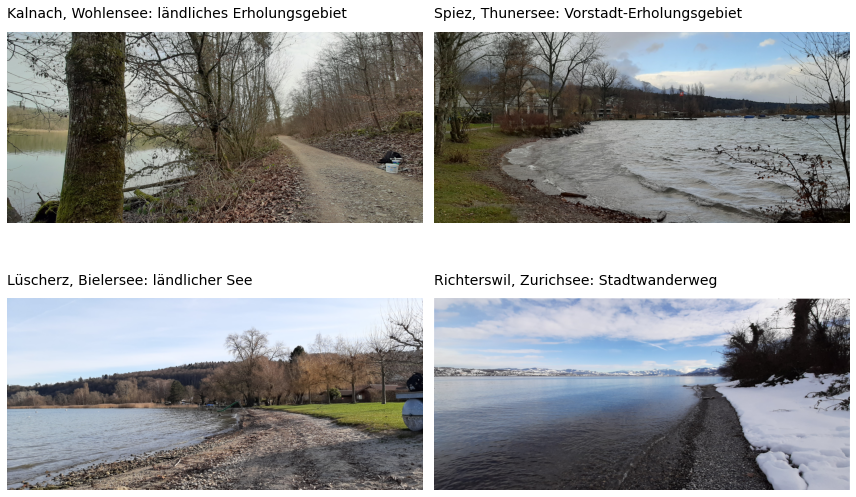 Kalnach, Wohlensee: ländliches Erholungsgebiet
Spiez, Thunersee: Vorstadt-Erholungsgebiet
Lüscherz, Bielersee: ländlicher See
Richterswil, Zurichsee: Stadtwanderweg